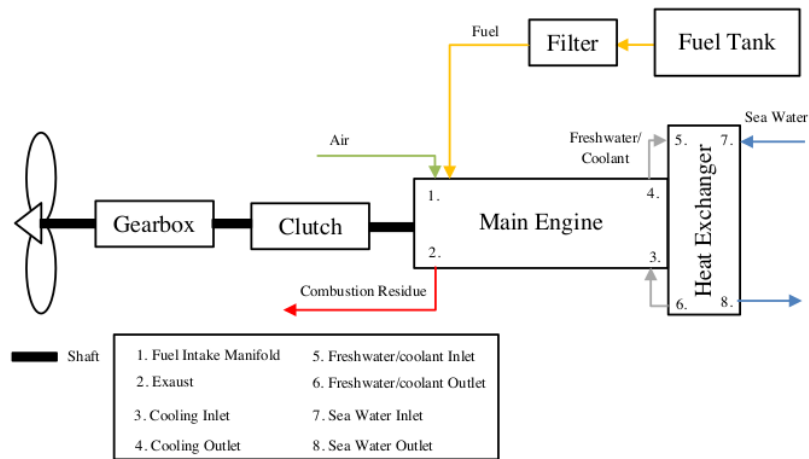 Fuel
Filter
Fuel Tank
Sea Water
Air
Freshwater/
Coolant
5.
7.
1.
4.
Gearbox
Clutch
Main Engine
Heat Exchanger
2.
3.
6.
8.
Combustion Residue
Shaft
1. Fuel Intake Manifold
2. Exaust
3. Cooling Inlet
4. Cooling Outlet
5. Freshwater/coolant Inlet
6. Freshwater/coolant Outlet
7. Sea Water Inlet
8. Sea Water Outlet